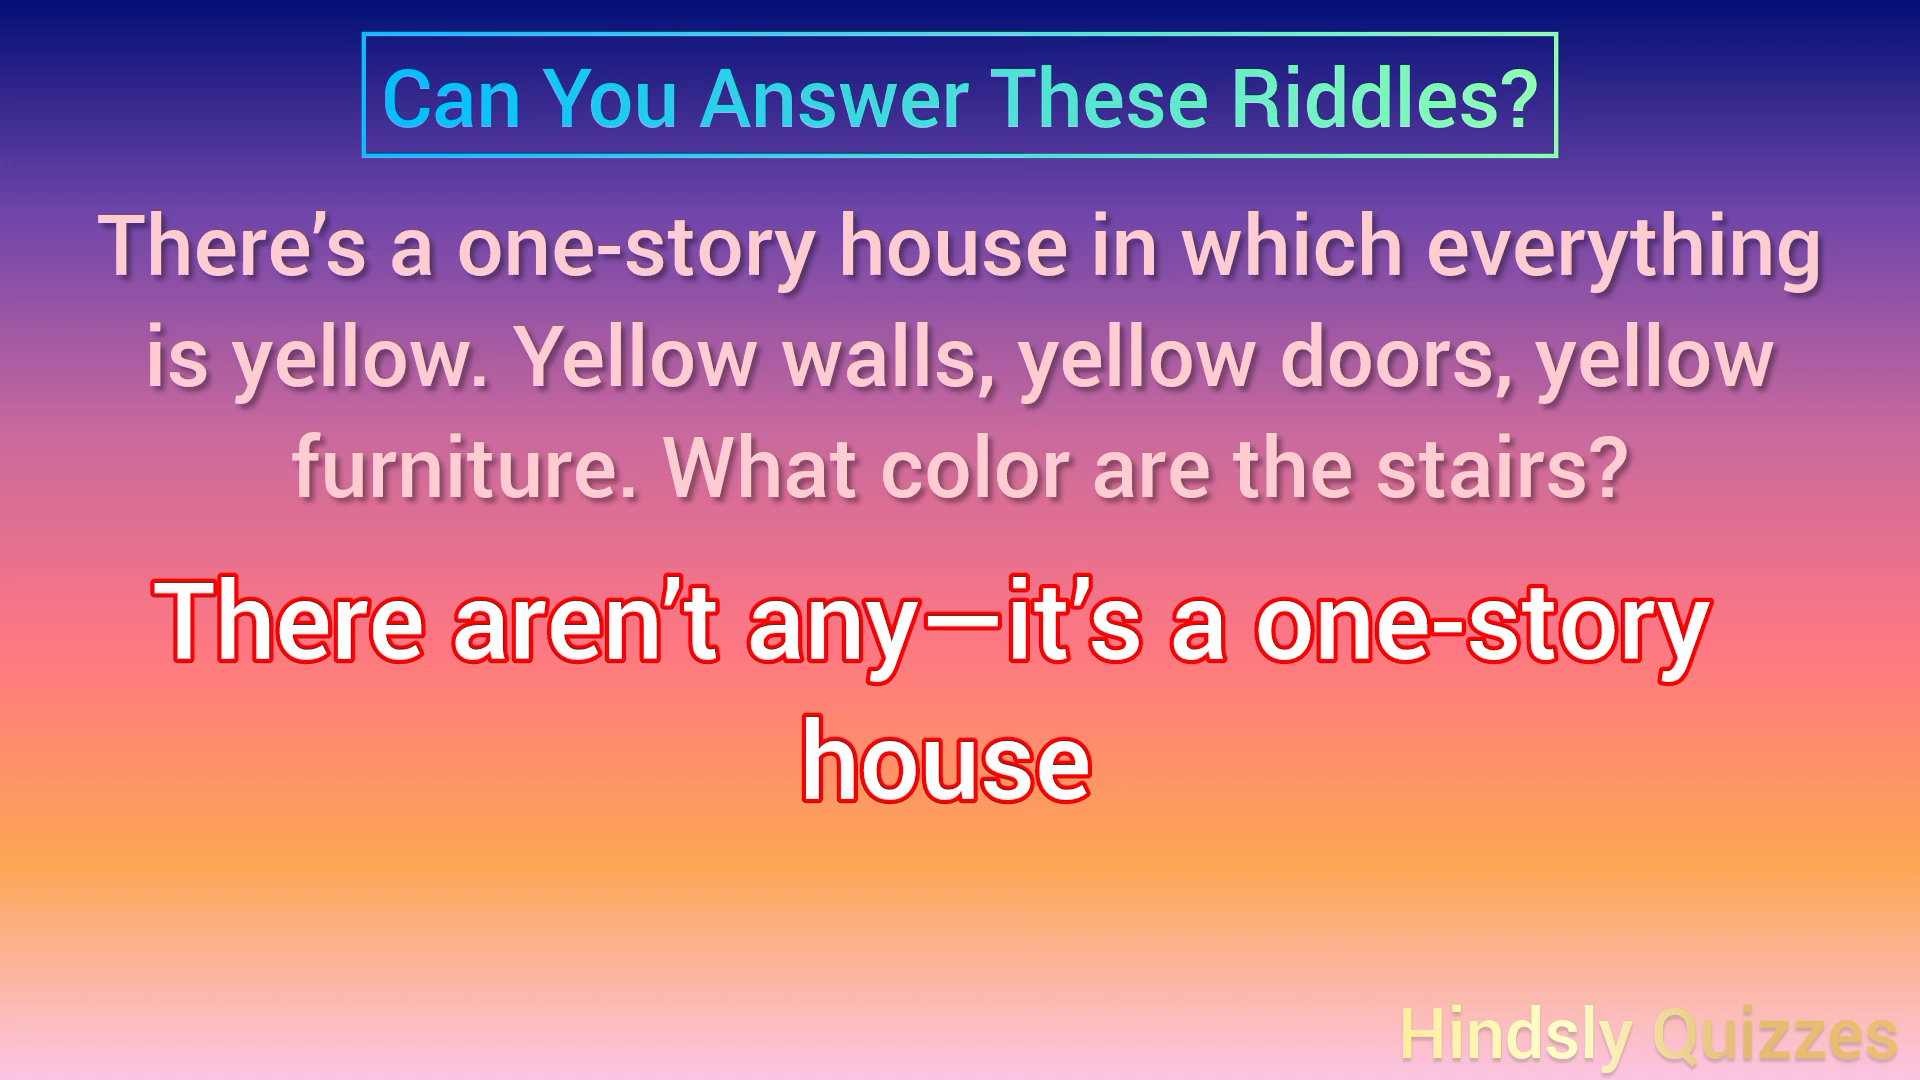 Can You Answer These Riddles?
There’s a one-story house in which everything
is yellow. Yellow walls, yellow doors, yellow
furniture. What color are the stairs?
There aren’t any—it’s a one-story
house
Hindsly Quizzes